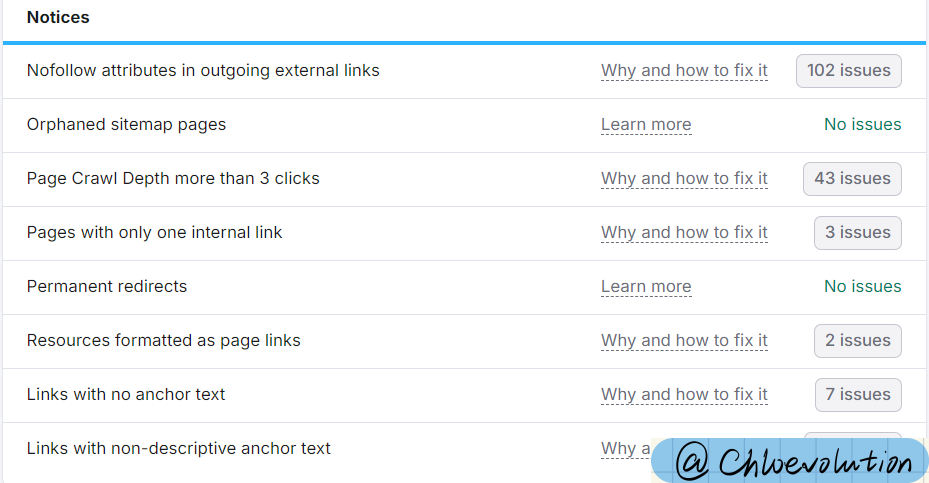 Notices
Nofollow attributes in outgoing external links Why and how to fix it 102 issues
Orphaned sitemap pages Learn more No issues
Page Crawl Depth more than 3 clicks Why and how to fix it 43 issues
Pages with only one internal link Why and how to fix it 3 issues
Permanent redirects Learn more No issues
Resources formatted as page links Why and how to fix it 2 issues
Links with no anchor text Why and how to fix it 7 issues
Links with non-descriptive anchor text Why a
@ Chloevolution